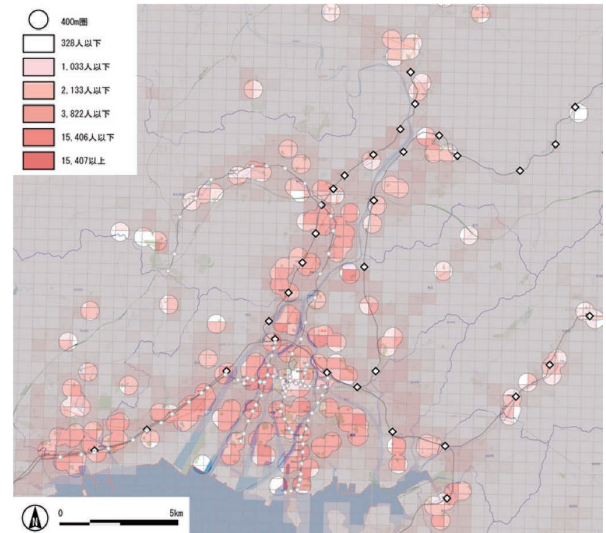 400m圏
328人以下
1,033人以下
2,133人以下
3,822人以下
15,406人以下
15,407以上
N
0 5km